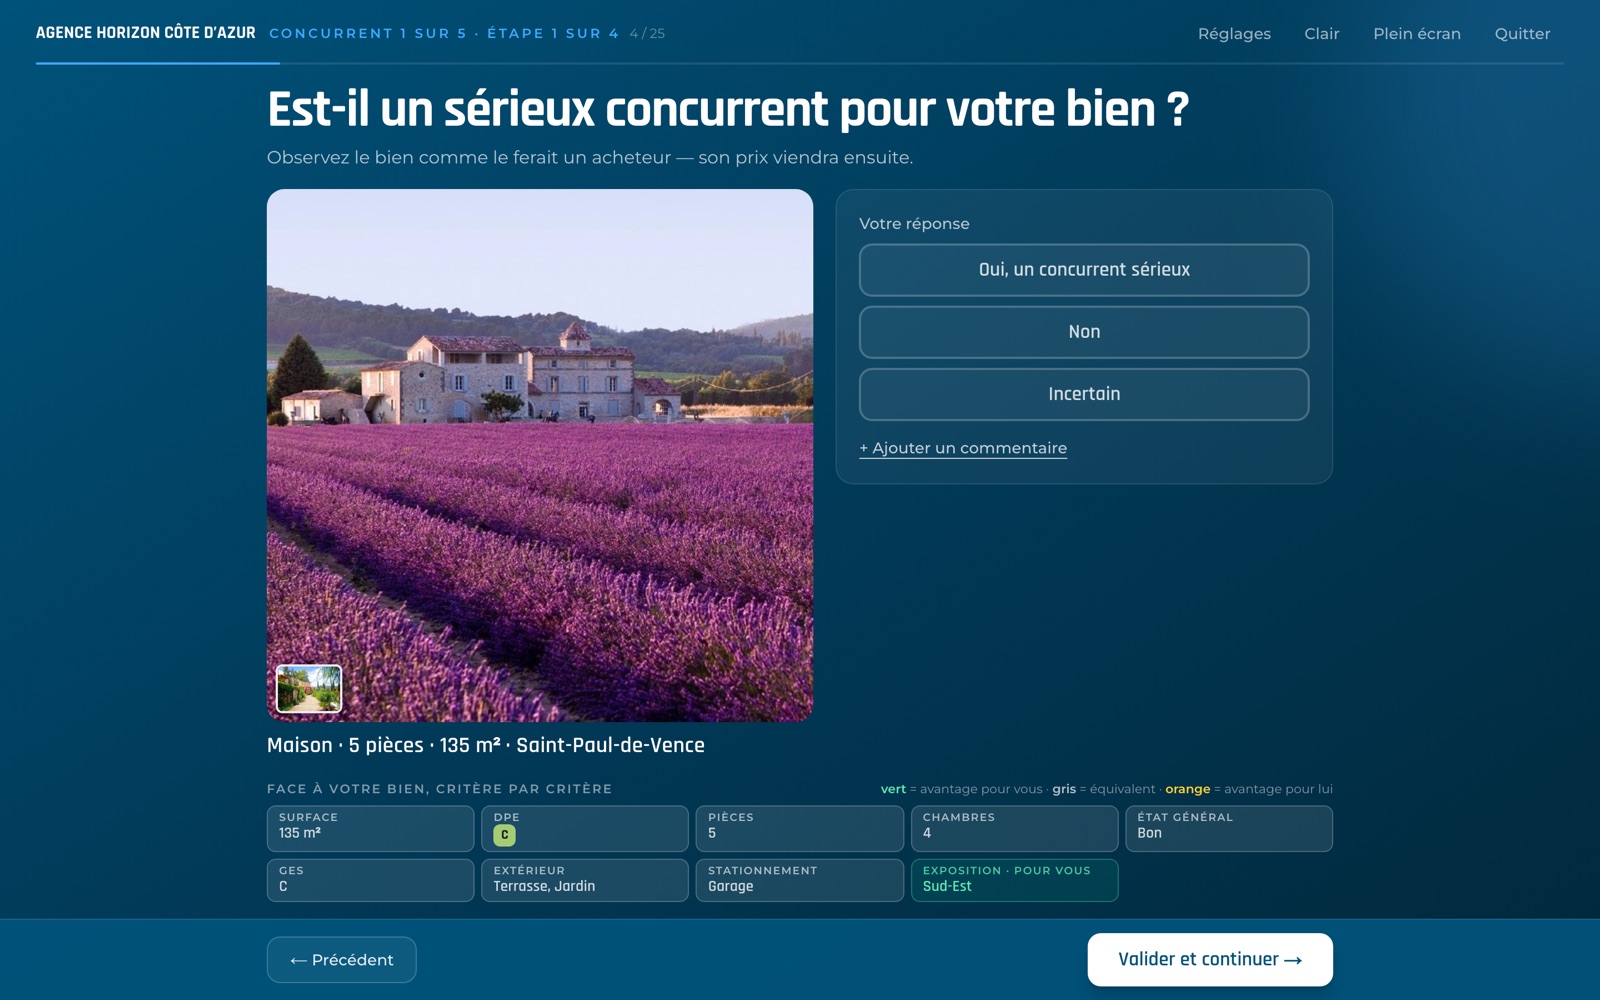 AGENCE HORIZON CÔTE D'AZUR CONCURRENT 1 SUR 5 · ÉTAPE 1 SUR 4 4 / 25
Réglages Clair Plein écran Quitter
Est-il un sérieux concurrent pour votre bien ?
Observez le bien comme le ferait un acheteur — son prix viendra ensuite.
Votre réponse
Oui, un concurrent sérieux
Non
Incertain
+ Ajouter un commentaire
Maison · 5 pièces · 135 m² · Saint-Paul-de-Vence
FACE À VOTRE BIEN, CRITÈRE PAR CRITÈRE
vert = avantage pour vous · gris = équivalent · orange = avantage pour lui
SURFACE
135 m²
DPE
C
PIÈCES
5
CHAMBRES
4
ÉTAT GÉNÉRAL
Bon
GES
C
EXTÉRIEUR
Terrasse, Jardin
STATIONNEMENT
Garage
EXPOSITION · POUR VOUS
Sud-Est
← Précédent
Valider et continuer →